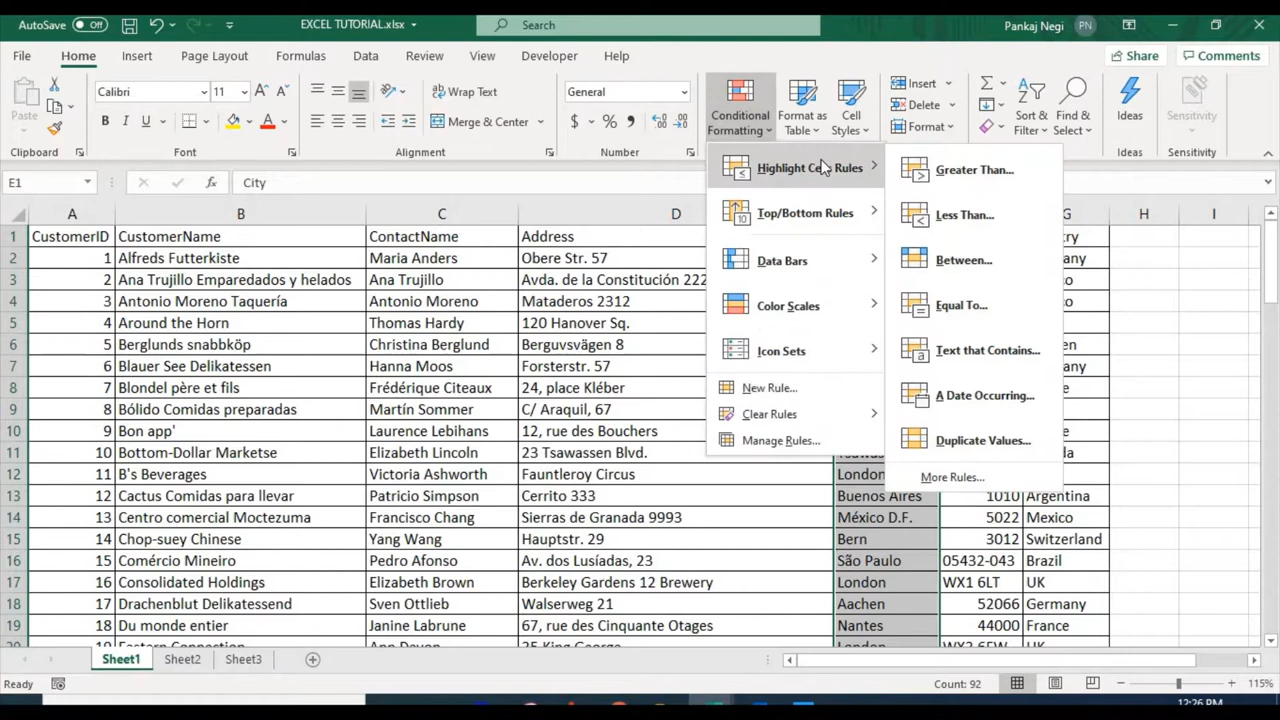 AutoSave Off EXCEL TUTORIAL.xlsx Search Pankaj Negi PN
File Home Insert Page Layout Formulas Data Review View Developer Help Share Comments
Paste Calibri 11 Wrap Text General Conditional Formatting Format as Table Cell Styles Insert Sort & Filter Find & Select Ideas Sensitivity
B I U Merge & Center $ % Delete
Format
Clipboard Font Alignment Number Ideas Sensitivity
E1 fx City
Highlight Cell Rules
Top/Bottom Rules
Data Bars
Color Scales
Icon Sets
New Rule...
Clear Rules
Manage Rules...
Greater Than...
Less Than...
Between...
Equal To...
Text that Contains...
A Date Occurring...
Duplicate Values...
More Rules...
A B C D G H I
1 CustomerID CustomerName ContactName Address
2 1 Alfreds Futterkiste Maria Anders Obere Str. 57
3 2 Ana Trujillo Emparedados y helados Ana Trujillo Avda. de la Constitución 222
4 3 Antonio Moreno Taquería Antonio Moreno Mataderos 2312
5 4 Around the Horn Thomas Hardy 120 Hanover Sq.
6 5 Berglunds snabbköp Christina Berglund Berguvsvägen 8
7 6 Blauer See Delikatessen Hanna Moos Forsterstr. 57
8 7 Blondel père et fils Frédérique Citeaux 24, place Kléber
9 8 Bólido Comidas preparadas Martín Sommer C/ Araquil, 67
10 9 Bon app' Laurence Lebihans 12, rue des Bouchers
11 10 Bottom-Dollar Marketse Elizabeth Lincoln 23 Tsawassen Blvd.
12 11 B's Beverages Victoria Ashworth Fauntleroy Circus London
13 12 Cactus Comidas para llevar Patricio Simpson Cerrito 333 Buenos Aires 1010 Argentina
14 13 Centro comercial Moctezuma Francisco Chang Sierras de Granada 9993 México D.F. 5022 Mexico
15 14 Chop-suey Chinese Yang Wang Hauptstr. 29 Bern 3012 Switzerland
16 15 Comércio Mineiro Pedro Afonso Av. dos Lusíadas, 23 São Paulo 05432-043 Brazil
17 16 Consolidated Holdings Elizabeth Brown Berkeley Gardens 12 Brewery London WX1 6LT UK
18 17 Drachenblut Delikatessend Sven Ottlieb Walserweg 21 Aachen 52066 Germany
19 18 Du monde entier Janine Labrune 67, rue des Cinquante Otages Nantes 44000 France
Sheet1 Sheet2 Sheet3
Ready Count: 92 115%
12:26 PM